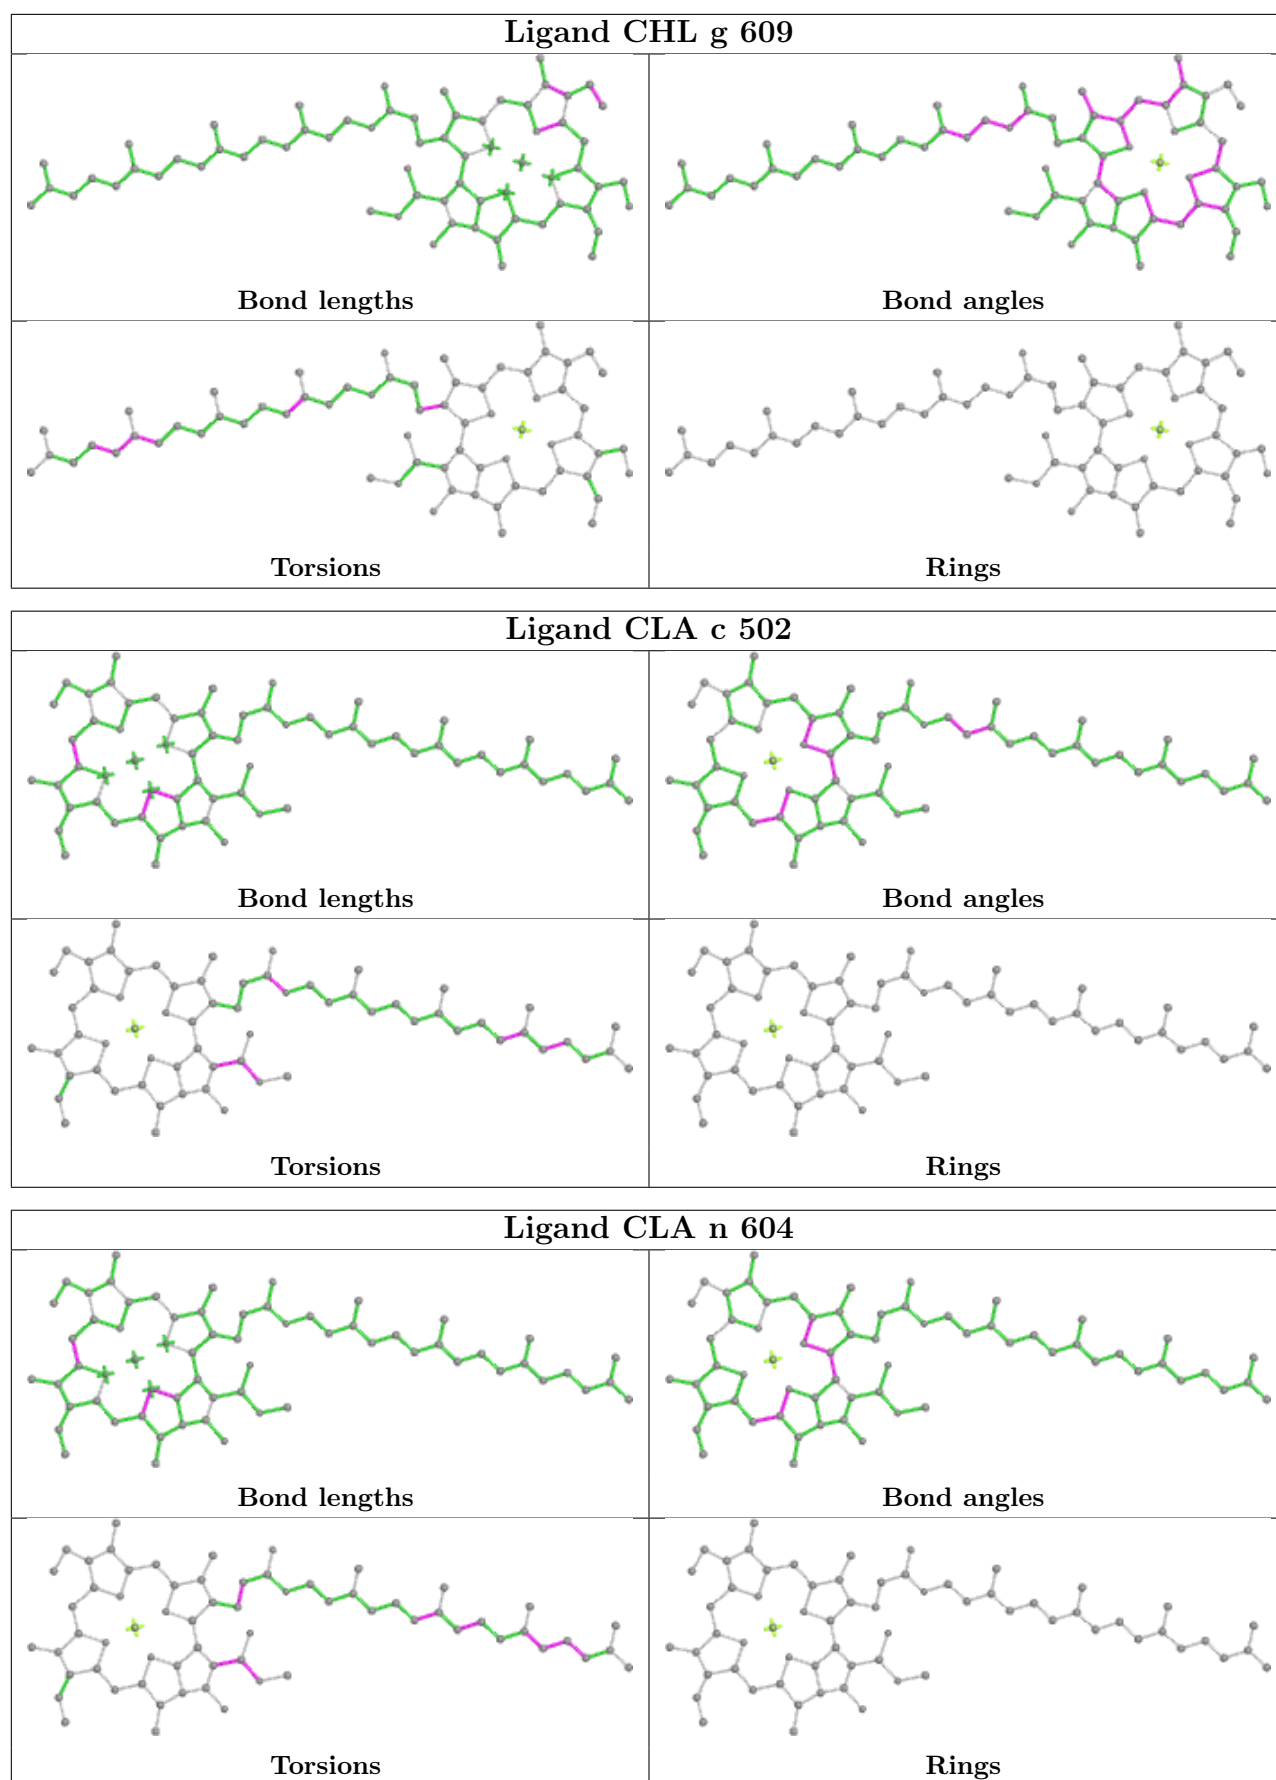 Ligand CHL g 609
Bond lengths
Bond angles
Torsions
Rings
Ligand CLA c 502
Bond lengths
Bond angles
Torsions
Rings
Ligand CLA n 604
Bond lengths
Bond angles
Torsions
Rings